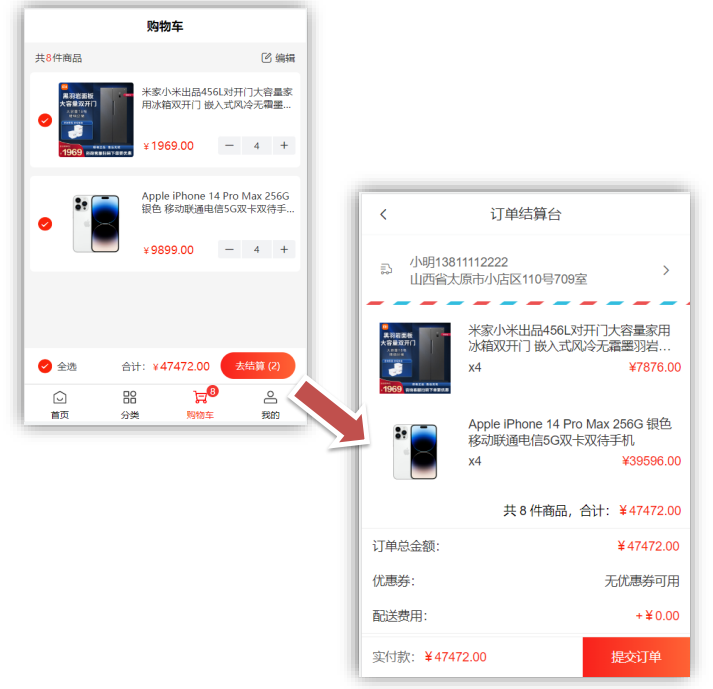 购物车
共8件商品
编辑
黑羽岩面板
大容量双开门
1969
米家小米出品456L对开门大容量家
用冰箱双开门 嵌入式风冷无霜墨...
￥1969.00
− 4 +
Apple iPhone 14 Pro Max 256G
银色 移动联通电信5G双卡双待手...
￥9899.00
− 4 +
全选
合计：￥47472.00
去结算 (2)
8
首页
分类
购物车
我的
订单结算台
小明13811112222
山西省太原市小店区110号709室
黑羽岩面板
大容量双开门
1969
米家小米出品456L对开门大容量家用
冰箱双开门 嵌入式风冷无霜墨羽岩...
x4
¥7876.00
Apple iPhone 14 Pro Max 256G 银色
移动联通电信5G双卡双待手机
x4
¥39596.00
共 8 件商品，合计：￥47472.00
订单总金额：
￥47472.00
优惠券：
无优惠券可用
配送费用：
+￥0.00
实付款：￥47472.00
提交订单